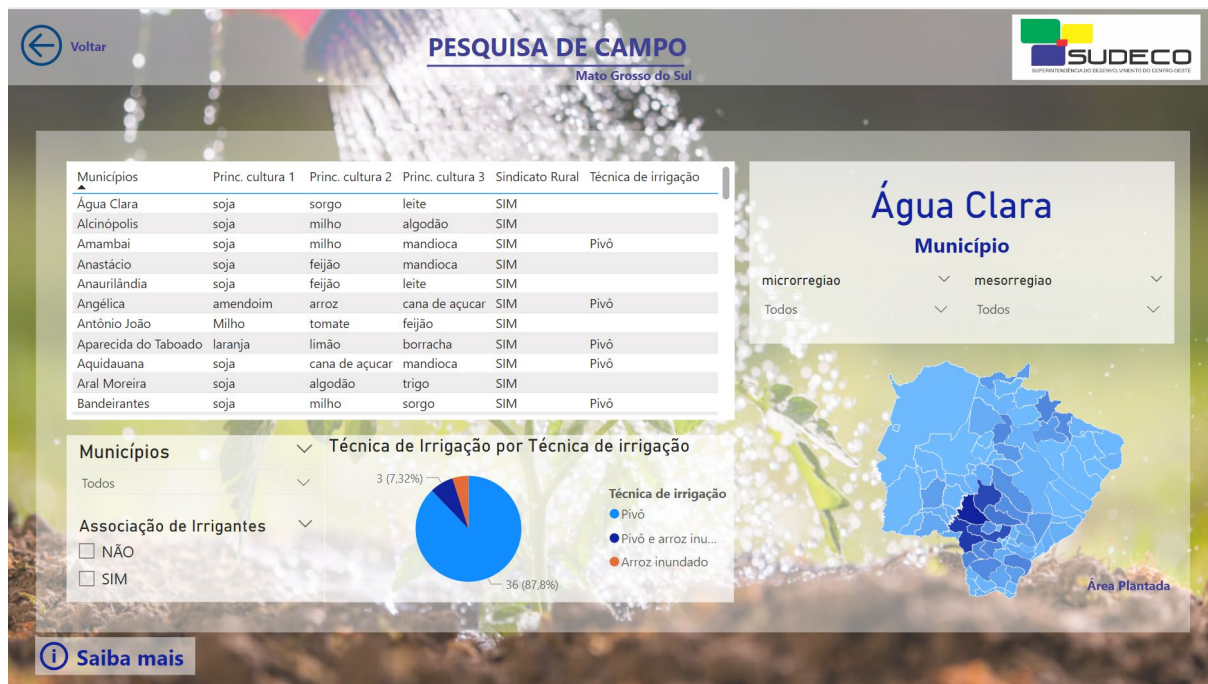 Voltar
PESQUISA DE CAMPO
Mato Grosso do Sul
SUDECO
SUPERINTENDÊNCIA DO DESENVOLVIMENTO DO CENTRO-OESTE
Municípios Princ. cultura 1 Princ. cultura 2 Princ. cultura 3 Sindicato Rural Técnica de irrigação
Água Clara soja sorgo leite SIM
Alcinópolis soja milho algodão SIM
Amambai soja milho mandioca SIM Pivô
Anastácio soja feijão mandioca SIM
Anaurilândia soja feijão leite SIM
Angélica amendoim arroz cana de açucar SIM Pivô
Antônio João Milho tomate feijão SIM
Aparecida do Taboado laranja limão borracha SIM Pivô
Aquidauana soja cana de açucar mandioca SIM Pivô
Aral Moreira soja algodão trigo SIM
Bandeirantes soja milho sorgo SIM Pivô
Água Clara
Município
microrregiao mesorregiao
Todos Todos
Municípios
Todos
Associação de Irrigantes
NÃO
SIM
Técnica de Irrigação por Técnica de irrigação
3 (7,32%)
36 (87,8%)
Técnica de irrigação
Pivô
Pivô e arroz inu...
Arroz inundado
Área Plantada
Saiba mais